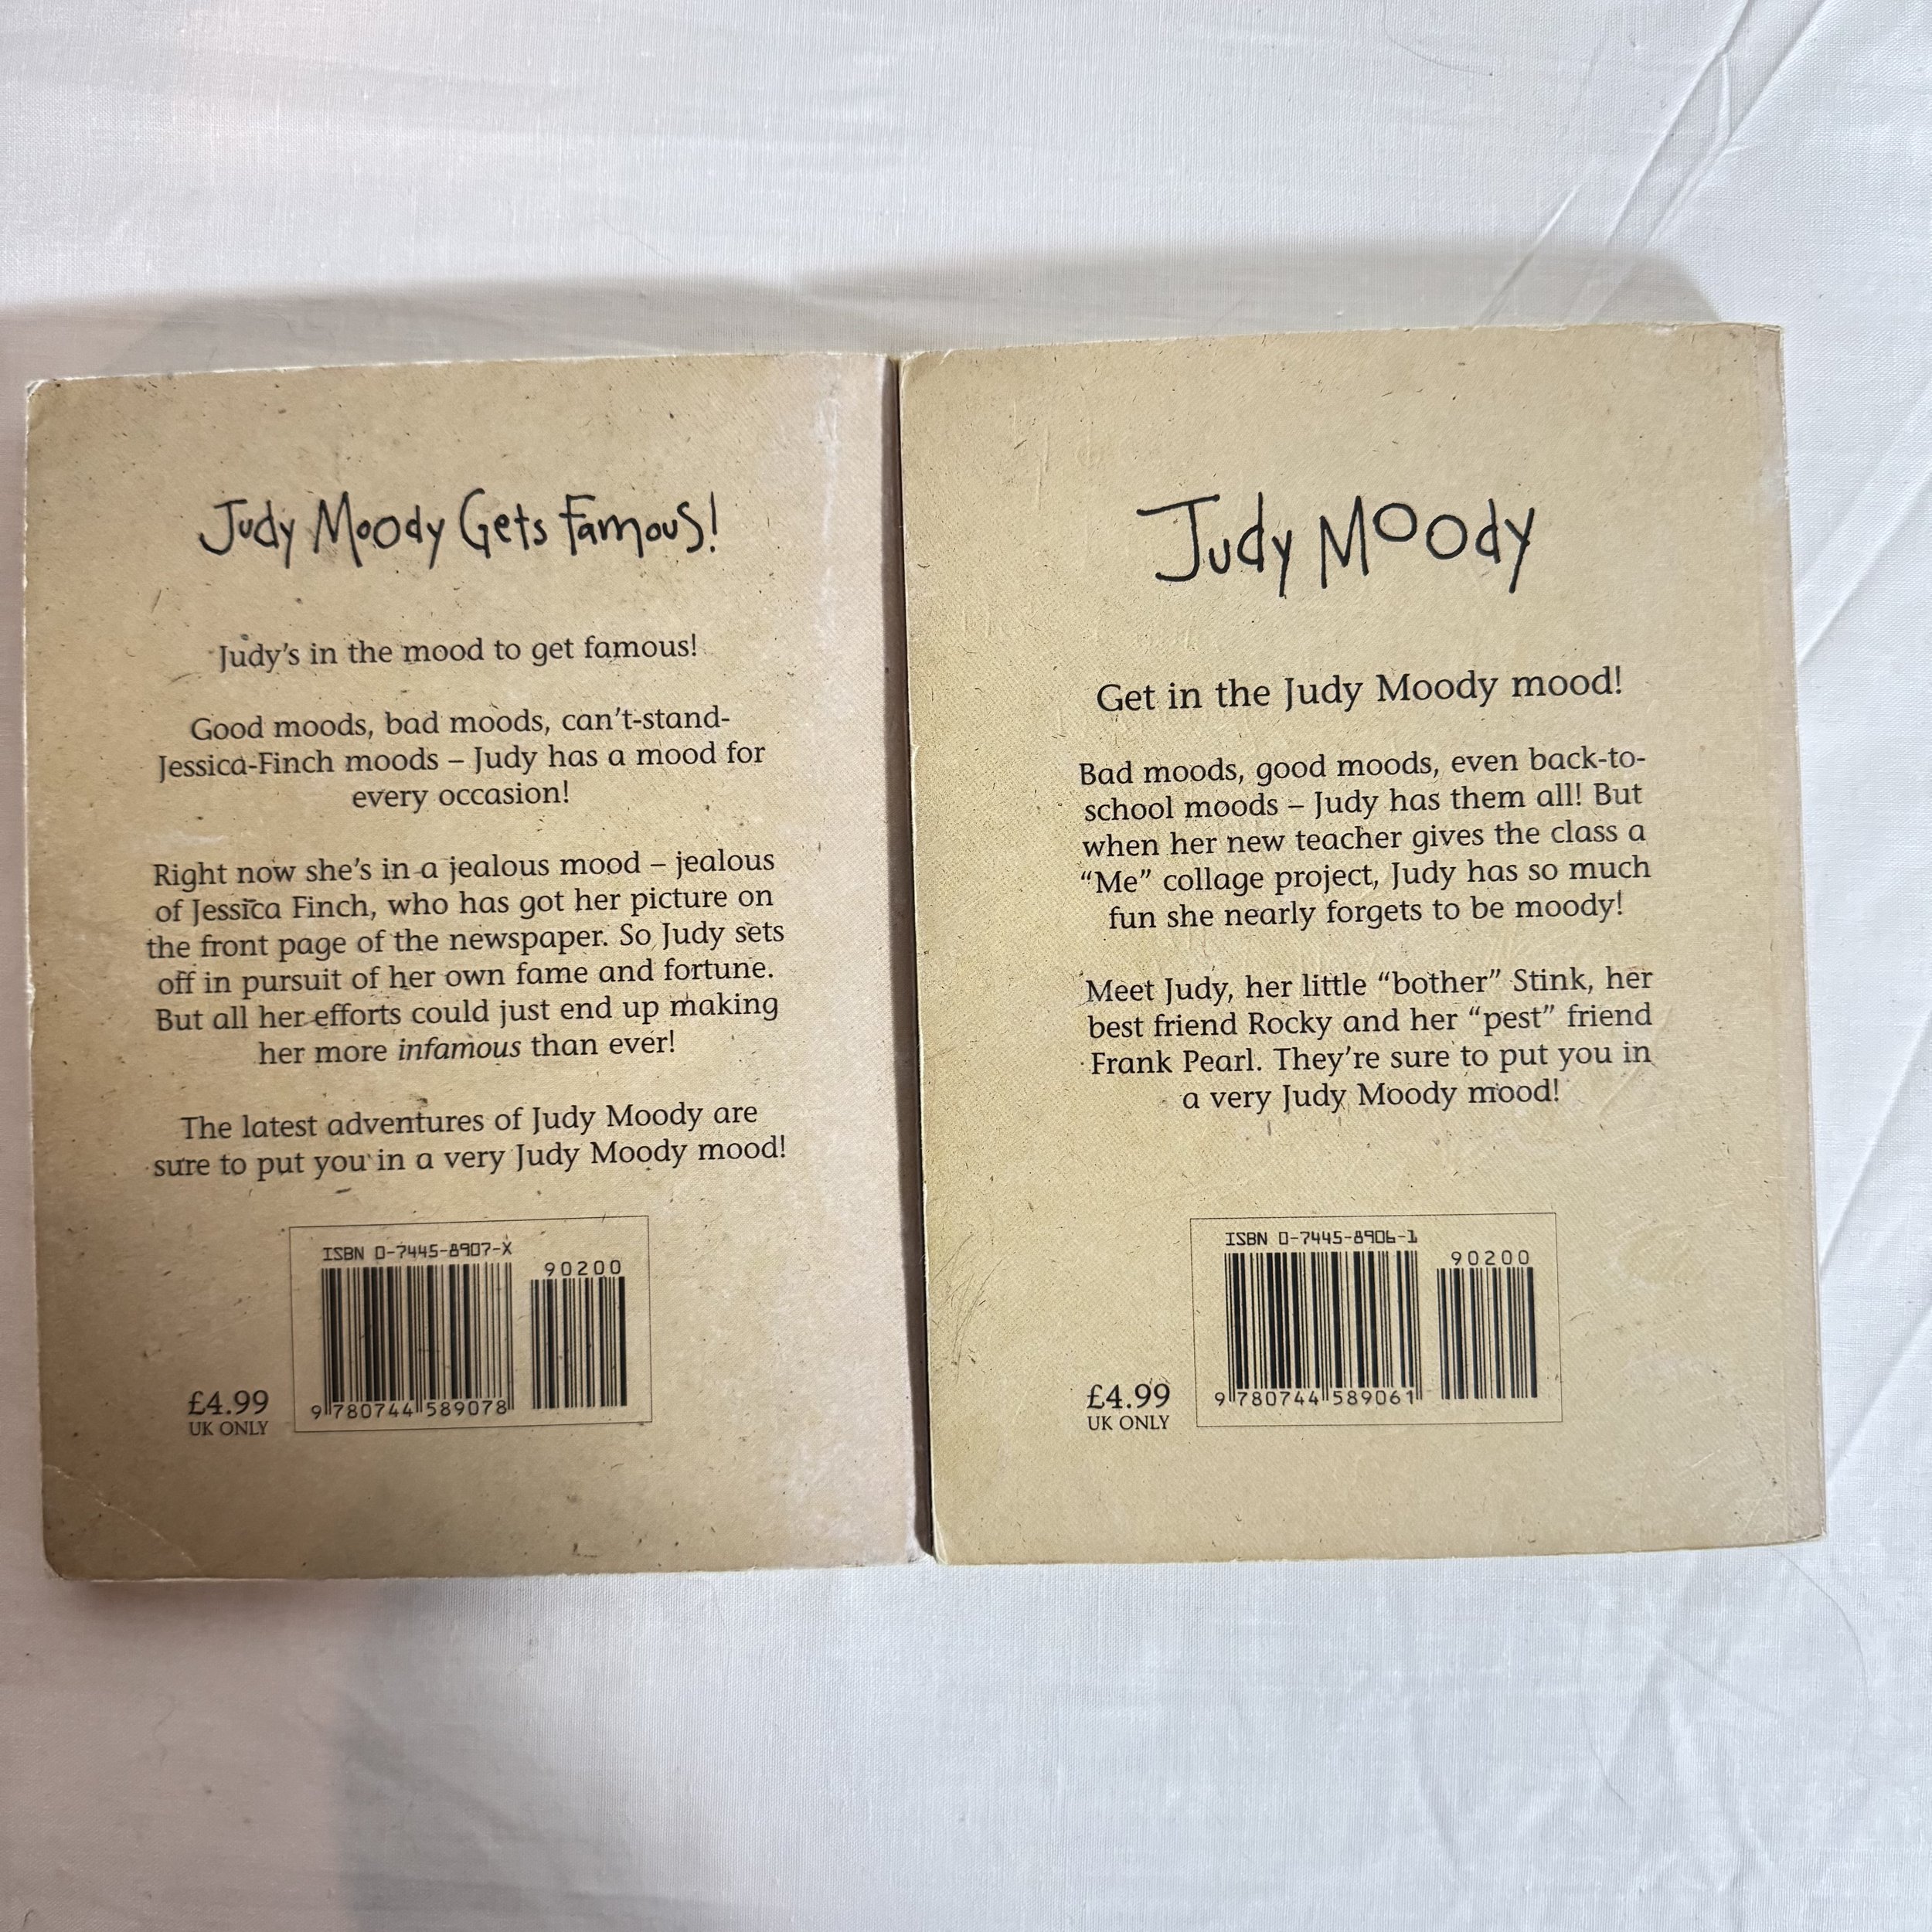 Judy Moody Gets Famous!
Judy's in the mood to get famous!
Good moods, bad moods, can't-stand-
Jessica-Finch moods – Judy has a mood for
every occasion!
Right now she's in a jealous mood – jealous
of Jessica Finch, who has got her picture on
the front page of the newspaper. So Judy sets
off in pursuit of her own fame and fortune.
But all her efforts could just end up making
her more infamous than ever!
The latest adventures of Judy Moody are
sure to put you in a very Judy Moody mood!
ISBN 0-7445-8907-X
90200
9 780744 589078
£4.99
UK ONLY
Judy Moody
Get in the Judy Moody mood!
Bad moods, good moods, even back-to-
school moods – Judy has them all! But
when her new teacher gives the class a
“Me” collage project, Judy has so much
fun she nearly forgets to be moody!
Meet Judy, her little “bother” Stink, her
best friend Rocky and her “pest” friend
Frank Pearl. They're sure to put you in
a very Judy Moody mood!
ISBN 0-7445-8906-1
90200
9 780744 589061
£4.99
UK ONLY